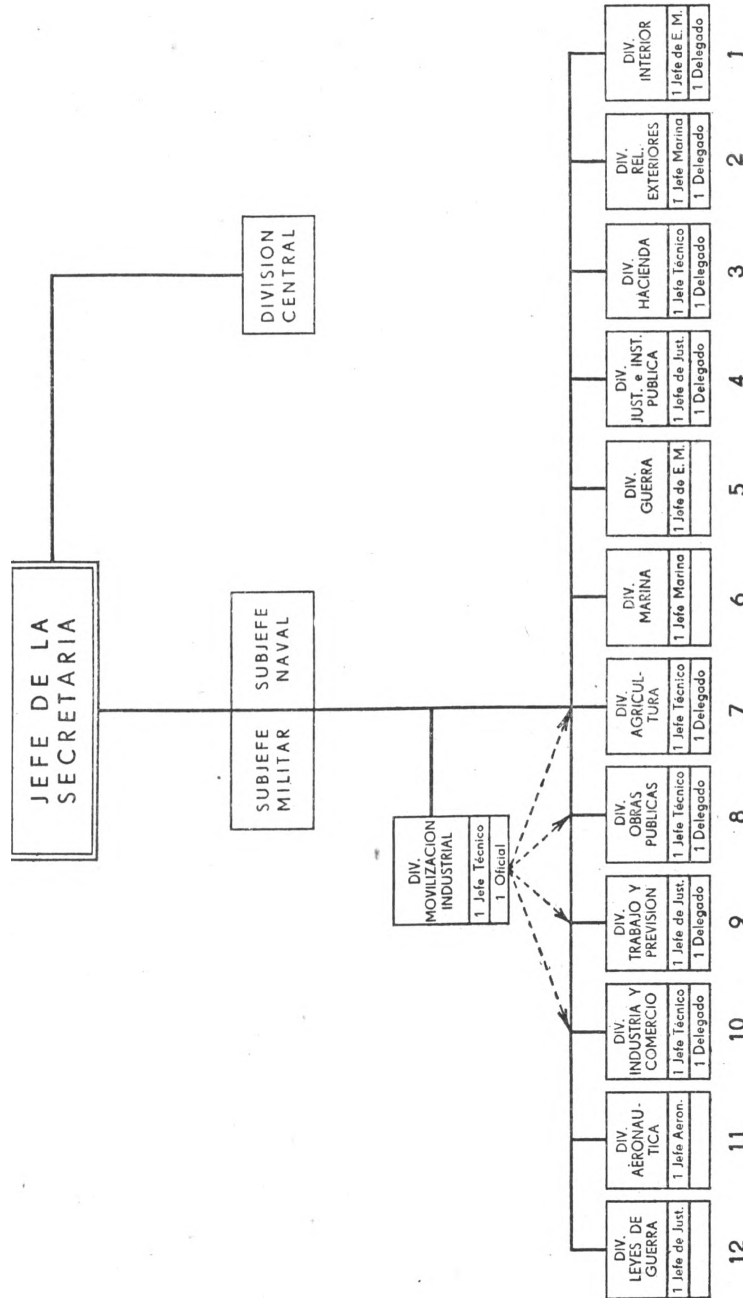 JEFE DE LA
SECRETARIA
DIVISION
CENTRAL
SUBJEFE
MILITAR
SUBJEFE
NAVAL
DIV.
MOVILIZACION
INDUSTRIAL
1 Jefe Técnico
1 Oficial
DIV.
LEYES DE
GUERRA
1 Jefe de Just.
12
DIV.
AERONAU-
TICA
1 Jefe Aeron.
11
DIV.
INDUSTRIA Y
COMERCIO
1 Jefe Técnico
1 Delegado
10
DIV.
TRABAJO Y
PREVISION
1 Jefe de Just.
1 Delegado
9
DIV.
OBRAS
PUBLICAS
1 Jefe Técnico
1 Delegado
8
DIV.
AGRICUL-
TURA
1 Jefe Técnico
1 Delegado
7
DIV.
MARINA
1 Jefe Marina
6
DIV.
GUERRA
1 Jefe de E. M.
5
DIV.
JUST. e INST.
PUBLICA
1 Jefe de Just.
1 Delegado
4
DIV.
HACIENDA
1 Jefe Técnico
1 Delegado
3
DIV.
REL.
EXTERIORES
1 Jefe Marina
1 Delegado
2
DIV.
INTERIOR
1 Jefe de E. M.
1 Delegado
1